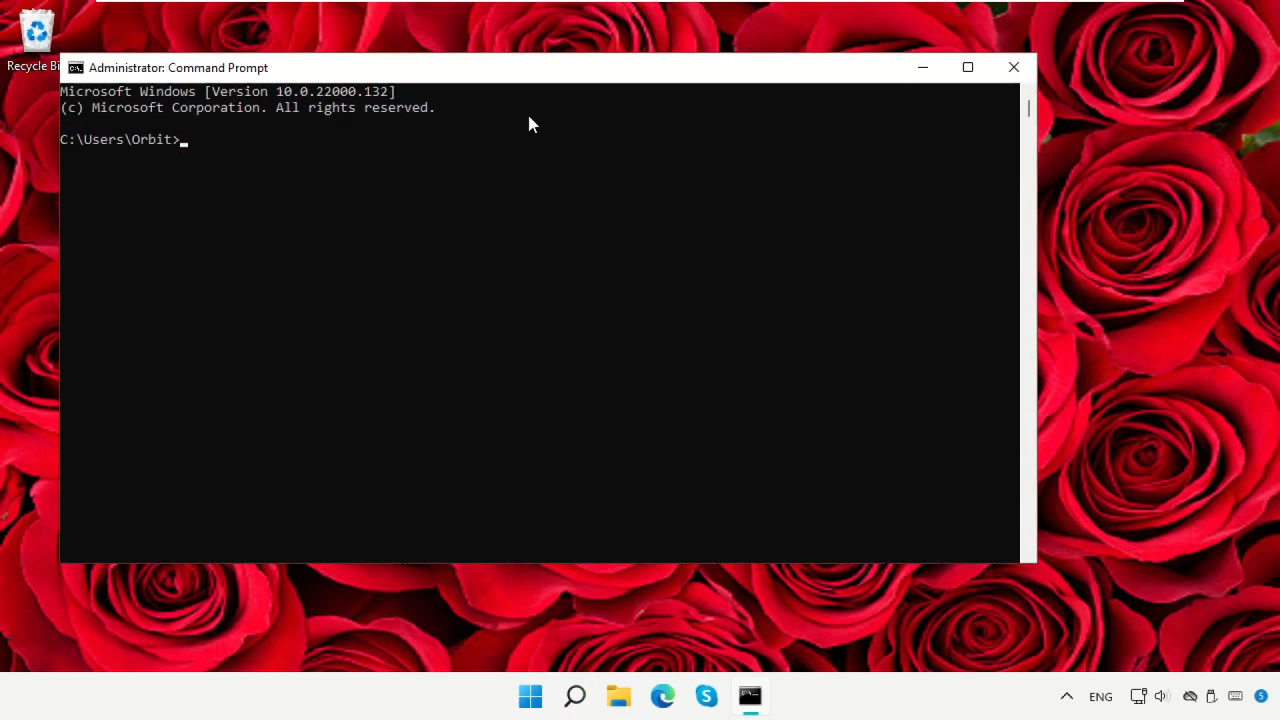 Recycle Bi
Administrator: Command Prompt
Microsoft Windows [Version 10.0.22000.132]
(c) Microsoft Corporation. All rights reserved.
C:\Users\Orbit>
ENG
5